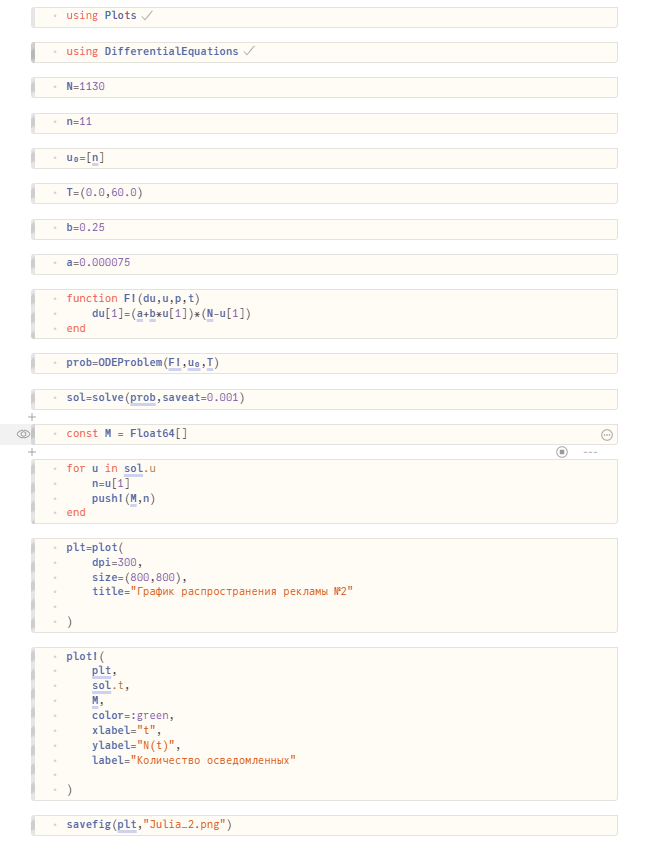 using Plots
using DifferentialEquations
N=1130
n=11
u₀=[n]
T=(0.0,60.0)
b=0.25
a=0.000075
function F!(du,u,p,t)
    du[1]=(a+b*u[1])*(N-u[1])
end
prob=ODEProblem(F!,u₀,T)
sol=solve(prob,saveat=0.001)
const M = Float64[]
for u in sol.u
    n=u[1]
    push!(M,n)
end
plt=plot(
    dpi=300,
    size=(800,800),
    title="График распространения рекламы №2"
)
plot!(
    plt,
    sol.t,
    M,
    color=:green,
    xlabel="t",
    ylabel="N(t)",
    label="Количество осведомленных"
)
savefig(plt,"Julia_2.png")